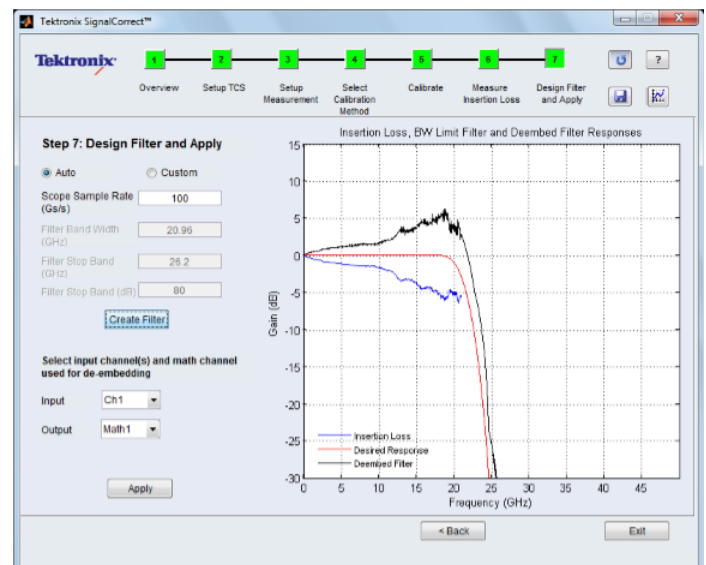 Tektronix SignalCorrect™
Tektronix
1 2 3 4 5 6 7
?
Overview
Setup TCS
Setup
Measurement
Select
Calibration
Method
Calibrate
Measure
Insertion Loss
Design Filter
and Apply
Step 7: Design Filter and Apply
Auto
Custom
Scope Sample Rate
(Gs/s)
100
Filter Band Width
(GHz)
20.96
Filter Stop Band
(GHz)
26.2
Filter Stop Band (dB)
80
Create Filter
Select input channel(s) and math channel
used for de-embedding
Input
Ch1
Output
Math1
Apply
Insertion Loss, BW Limit Filter and Deembed Filter Responses
15
10
5
0
-5
-10
-15
-20
-25
-30
Gain (dB)
Insertion Loss
Desired Response
Deembed Filter
0 5 10 15 20 25 30 35 40 45
Frequency (GHz)
< Back
Exit